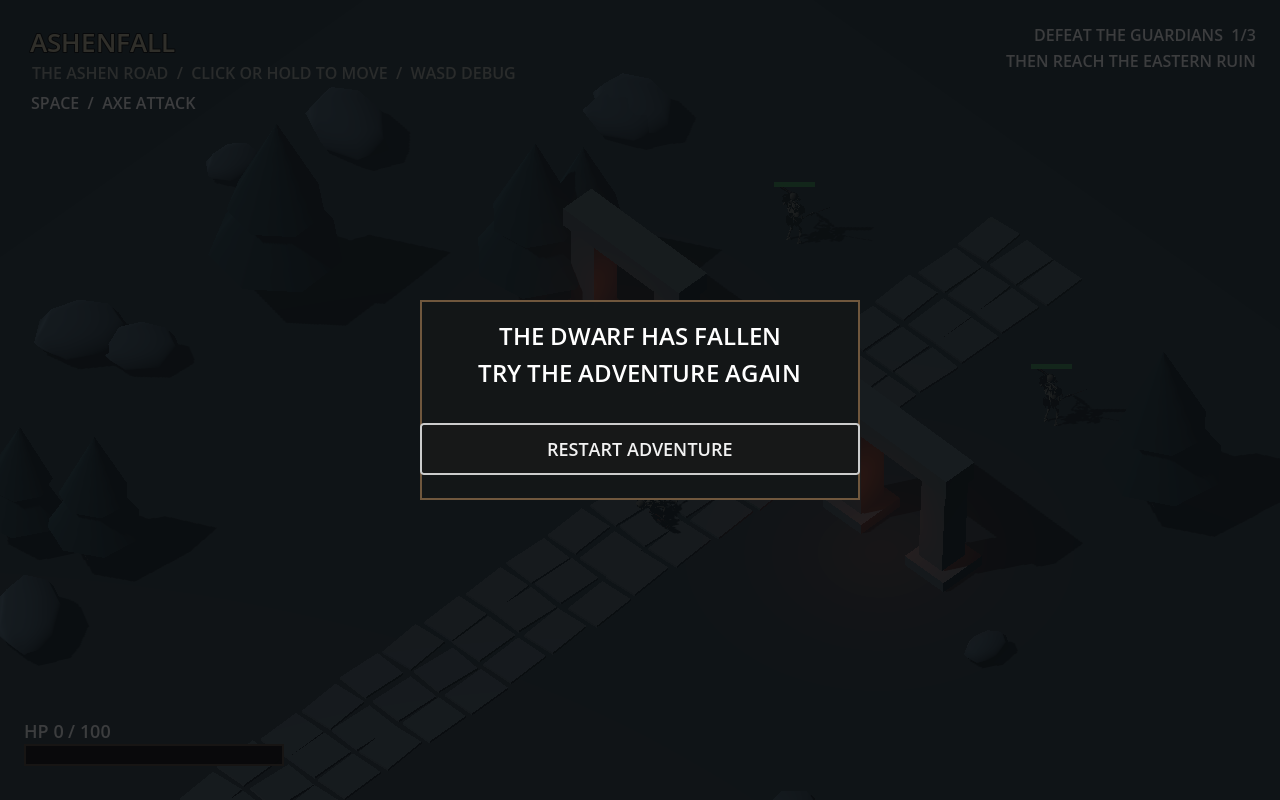 ASHENFALL
THE ASHEN ROAD / CLICK OR HOLD TO MOVE / WASD DEBUG
SPACE / AXE ATTACK
DEFEAT THE GUARDIANS 1/3
THEN REACH THE EASTERN RUIN
THE DWARF HAS FALLEN
TRY THE ADVENTURE AGAIN
RESTART ADVENTURE
HP 0 / 100